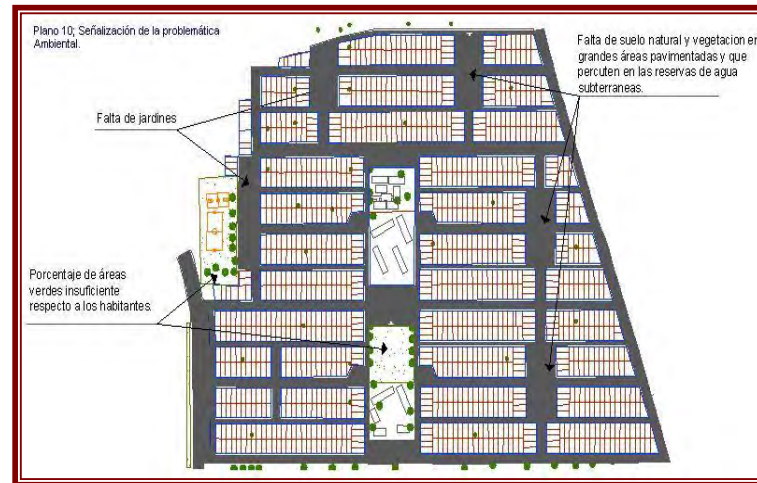 Plano 10; Señalización de la problemática
Ambiental.
Falta de suelo natural y vegetacion en
grandes áreas pavimentadas y que
percuten en las reservas de agua
subterraneas.
Falta de jardines
Porcentaje de áreas
verdes insuficiente
respecto a los habitantes.